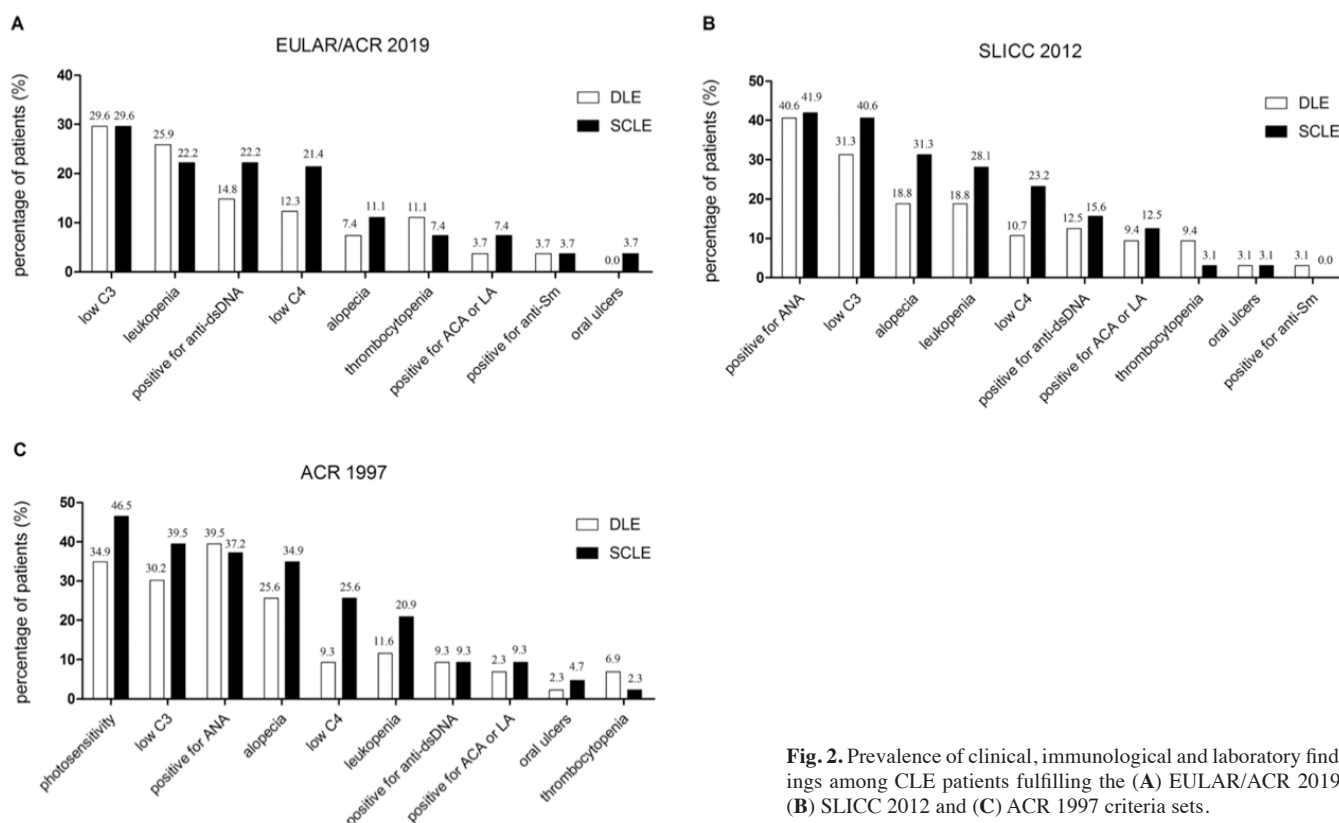 A
EULAR/ACR 2019
percentage of patients (%)
40
30
20
10
0
29.6 29.6
25.9 22.2
14.8 22.2
12.3 21.4
7.4 11.1
11.1 7.4
3.7 7.4
3.7 3.7
0.0 3.7
DLE
SCLE
low C3
leukopenia
positive for anti-dsDNA
low C4
alopecia
thrombocytopenia
positive for ACA or LA
positive for anti-Sm
oral ulcers
B
SLICC 2012
percentage of patients (%)
50
40
30
20
10
0
40.6 41.9
31.3 40.6
18.8 31.3
18.8 28.1
10.7 23.2
12.5 15.6
9.4 12.5
9.4 3.1
3.1 3.1
3.1 0.0
DLE
SCLE
positive for ANA
low C3
alopecia
leukopenia
low C4
positive for anti-dsDNA
positive for ACA or LA
thrombocytopenia
oral ulcers
positive for anti-Sm
C
ACR 1997
percentage of patients (%)
50
40
30
20
10
0
34.9 46.5
30.2 39.5
39.5 37.2
25.6 34.9
9.3 25.6
11.6 20.9
9.3 9.3
2.3 9.3
2.3 4.7
6.9 2.3
DLE
SCLE
photosensitivity
low C3
positive for ANA
alopecia
low C4
leukopenia
positive for anti-dsDNA
positive for ACA or LA
oral ulcers
thrombocytopenia
Fig. 2. Prevalence of clinical, immunological and laboratory find-
ings among CLE patients fulfilling the (A) EULAR/ACR 2019
(B) SLICC 2012 and (C) ACR 1997 criteria sets.